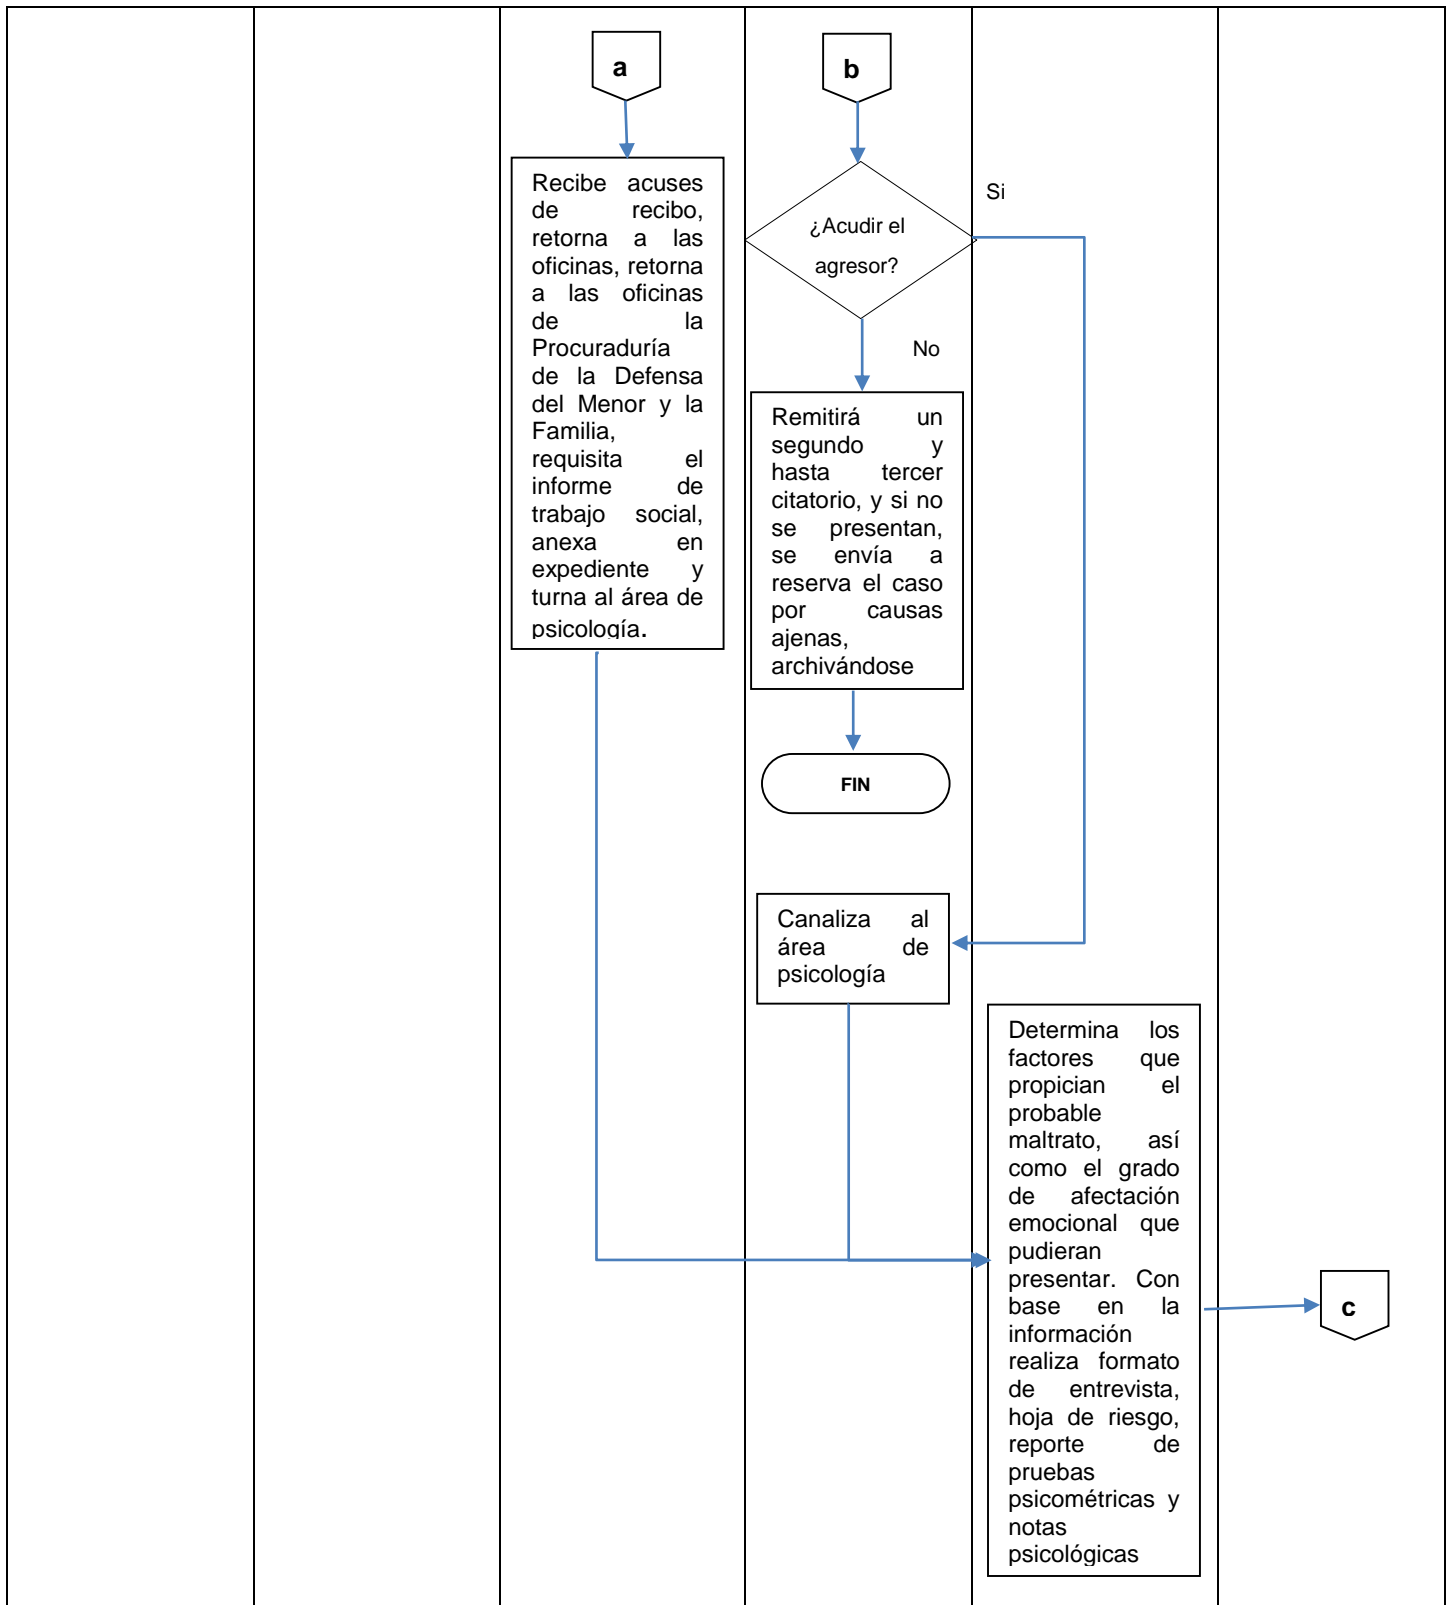 a
Recibe acuses
de recibo,
retorna a las
oficinas, retorna
a las oficinas
de la
Procuraduría
de la Defensa
del Menor y la
Familia,
requisita el
informe de
trabajo social,
anexa en
expediente y
turna al área de
psicología.
b
¿Acudir el
agresor?
Si
No
Remitirá un
segundo y
hasta tercer
citatorio, y si no
se presentan,
se envía a
reserva el caso
por causas
ajenas,
archivándose
FIN
Canaliza al
área de
psicología
Determina los
factores que
propician el
probable
maltrato, así
como el grado
de afectación
emocional que
pudieran
presentar. Con
base en la
información
realiza formato
de entrevista,
hoja de riesgo,
reporte de
pruebas
psicométricas y
notas
psicológicas
c